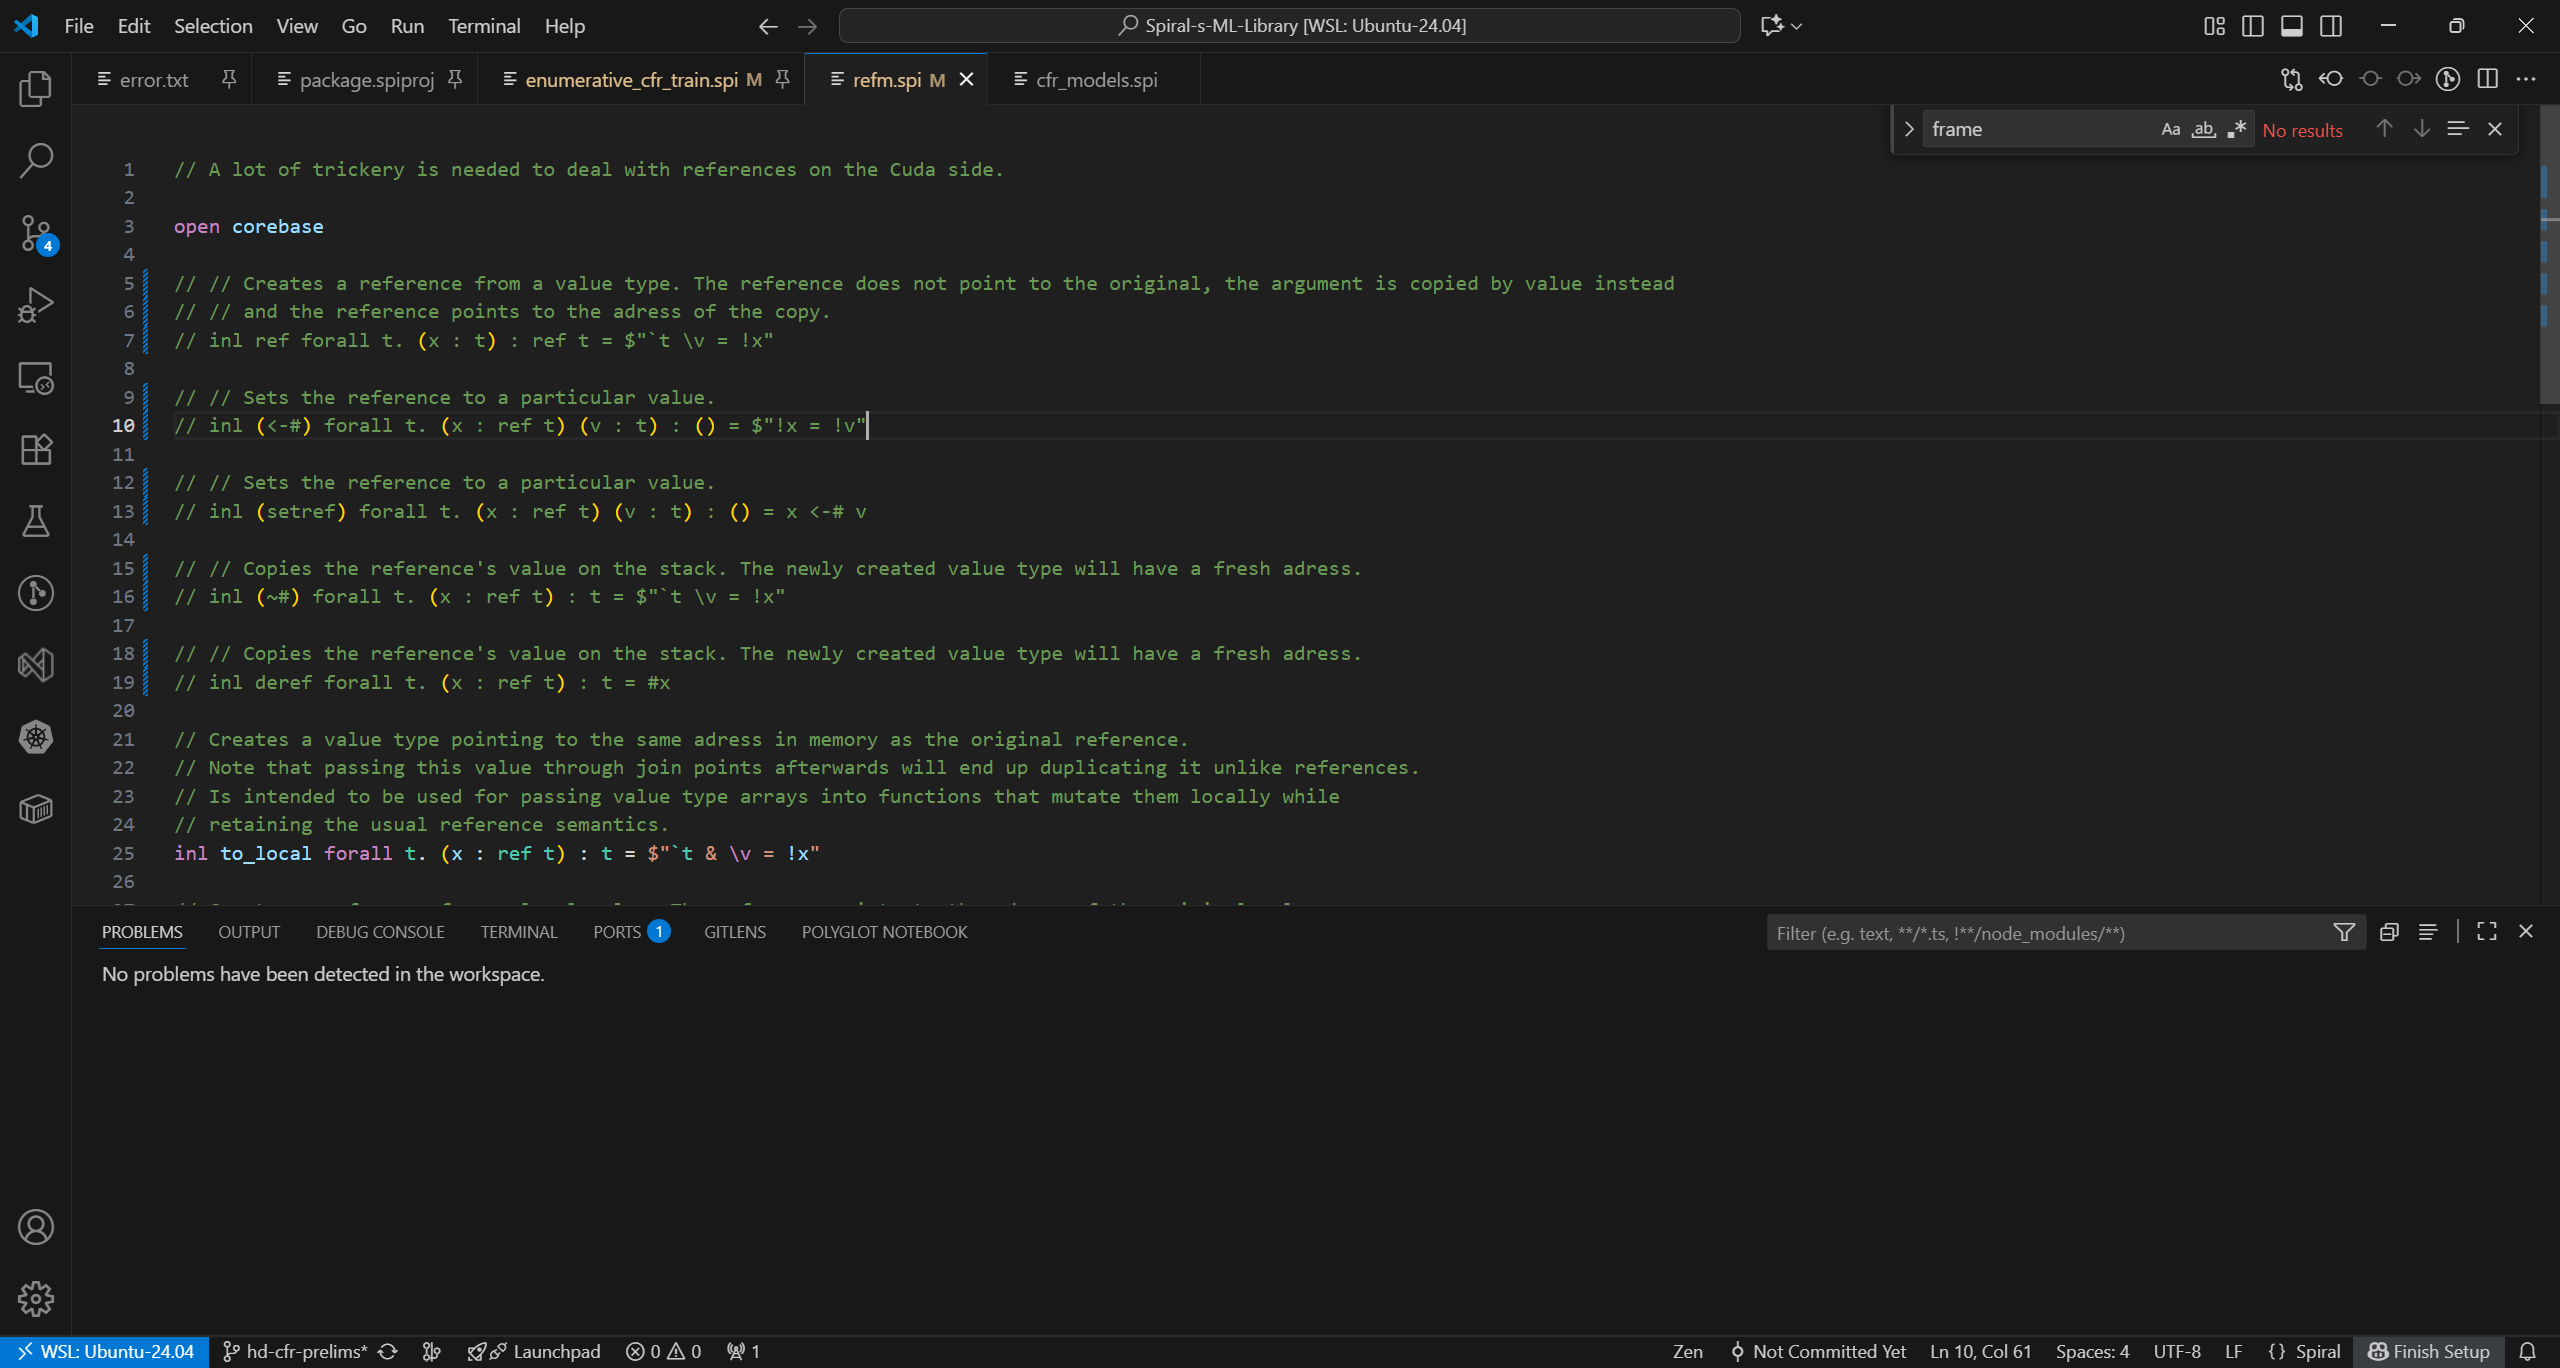 File Edit Selection View Go Run Terminal Help
Spiral-s-ML-Library [WSL: Ubuntu-24.04]
error.txt package.spiproj enumerative_cfr_train.spi M refm.spi M cfr_models.spi
frame Aa ab .* No results
1 // A lot of trickery is needed to deal with references on the Cuda side.
2
3 open corebase
4
5 // // Creates a reference from a value type. The reference does not point to the original, the argument is copied by value instead
6 // // and the reference points to the adress of the copy.
7 // inl ref forall t. (x : t) : ref t = $"`t \v = !x"
8
9 // // Sets the reference to a particular value.
10 // inl (<-#) forall t. (x : ref t) (v : t) : () = $"!x = !v"
11
12 // // Sets the reference to a particular value.
13 // inl (setref) forall t. (x : ref t) (v : t) : () = x <-# v
14
15 // // Copies the reference's value on the stack. The newly created value type will have a fresh adress.
16 // inl (~#) forall t. (x : ref t) : t = $"`t \v = !x"
17
18 // // Copies the reference's value on the stack. The newly created value type will have a fresh adress.
19 // inl deref forall t. (x : ref t) : t = #x
20
21 // Creates a value type pointing to the same adress in memory as the original reference.
22 // Note that passing this value through join points afterwards will end up duplicating it unlike references.
23 // Is intended to be used for passing value type arrays into functions that mutate them locally while
24 // retaining the usual reference semantics.
25 inl to_local forall t. (x : ref t) : t = $"`t & \v = !x"
26
4
PROBLEMS OUTPUT DEBUG CONSOLE TERMINAL PORTS 1 GITLENS POLYGLOT NOTEBOOK
Filter (e.g. text, **/*.ts, !**/node_modules/**)
No problems have been detected in the workspace.
WSL: Ubuntu-24.04 hd-cfr-prelims* Launchpad 0 0 1 Zen Not Committed Yet Ln 10, Col 61 Spaces: 4 UTF-8 LF {} Spiral Finish Setup